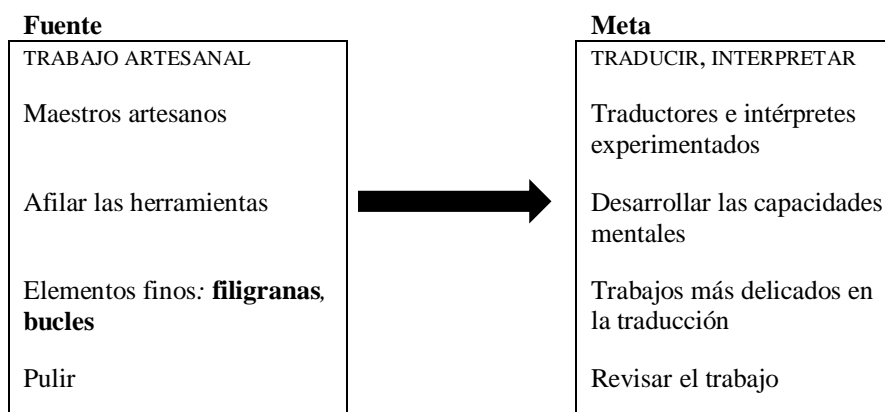 Fuente
TRABAJO ARTESANAL
Maestros artesanos
Afilar las herramientas
Elementos finos: filigranas,
bucles
Pulir
Meta
TRADUCIR, INTERPRETAR
Traductores e intérpretes
experimentados
Desarrollar las capacidades
mentales
Trabajos más delicados en
la traducción
Revisar el trabajo